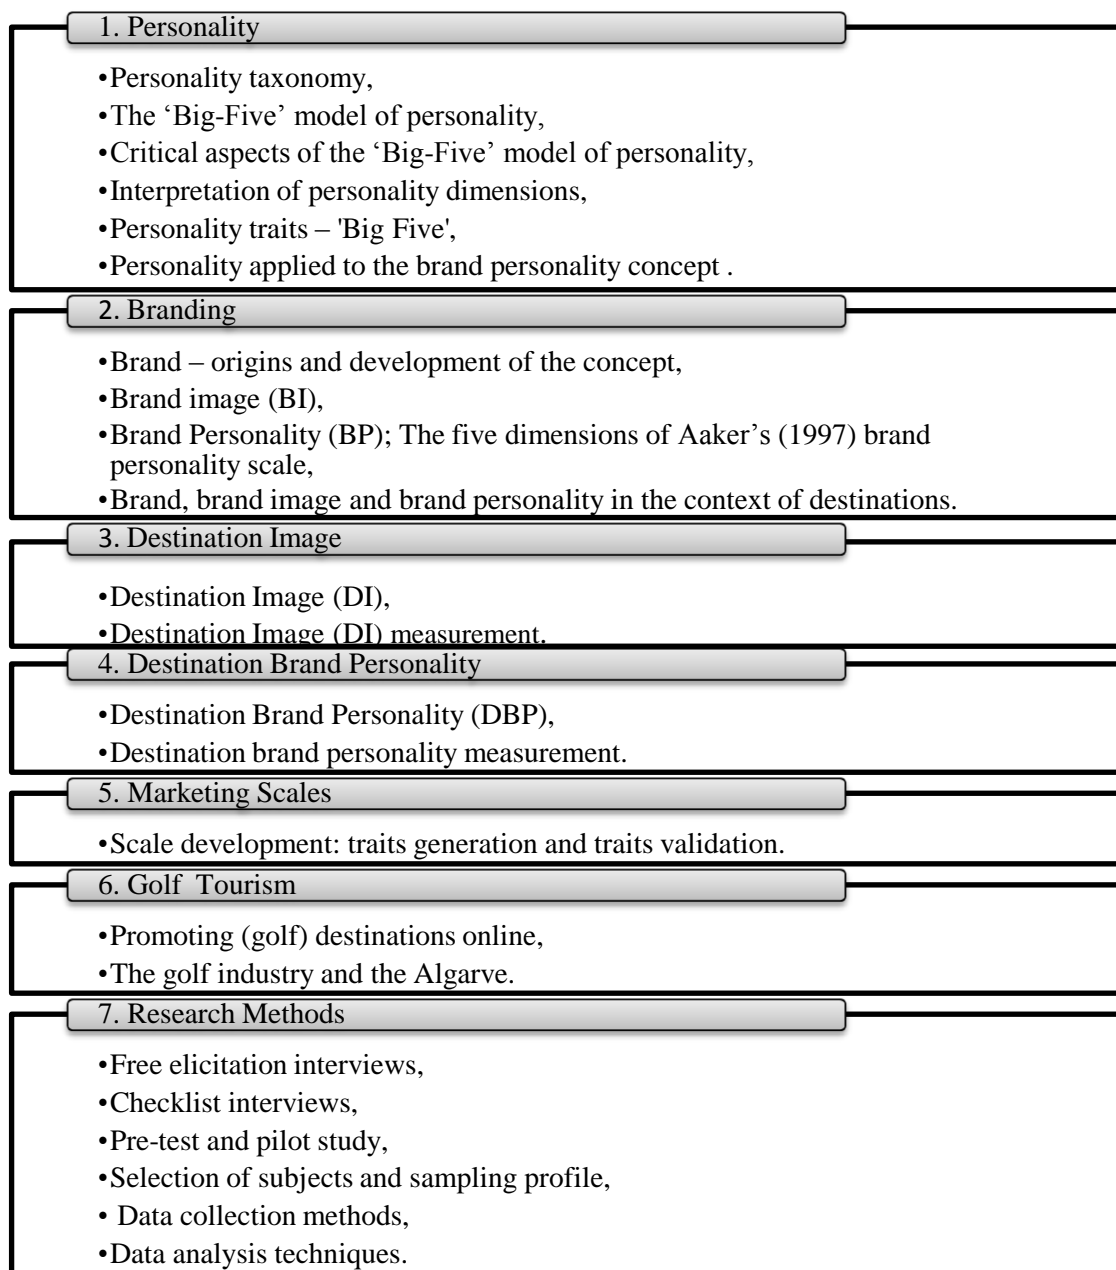 1. Personality
•Personality taxonomy,
•The ‘Big-Five’ model of personality,
•Critical aspects of the ‘Big-Five’ model of personality,
•Interpretation of personality dimensions,
•Personality traits – 'Big Five',
•Personality applied to the brand personality concept .
2. Branding
•Brand – origins and development of the concept,
•Brand image (BI),
•Brand Personality (BP); The five dimensions of Aaker’s (1997) brand
personality scale,
•Brand, brand image and brand personality in the context of destinations.
3. Destination Image
•Destination Image (DI),
•Destination Image (DI) measurement.
4. Destination Brand Personality
•Destination Brand Personality (DBP),
•Destination brand personality measurement.
5. Marketing Scales
•Scale development: traits generation and traits validation.
6. Golf  Tourism
•Promoting (golf) destinations online,
•The golf industry and the Algarve.
7. Research Methods
•Free elicitation interviews,
•Checklist interviews,
•Pre-test and pilot study,
•Selection of subjects and sampling profile,
• Data collection methods,
•Data analysis techniques.